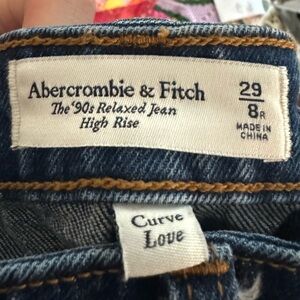 Abercrombie & Fitch
The '90s Relaxed Jean
High Rise
29
8R
MADE IN
CHINA
Curve
Love